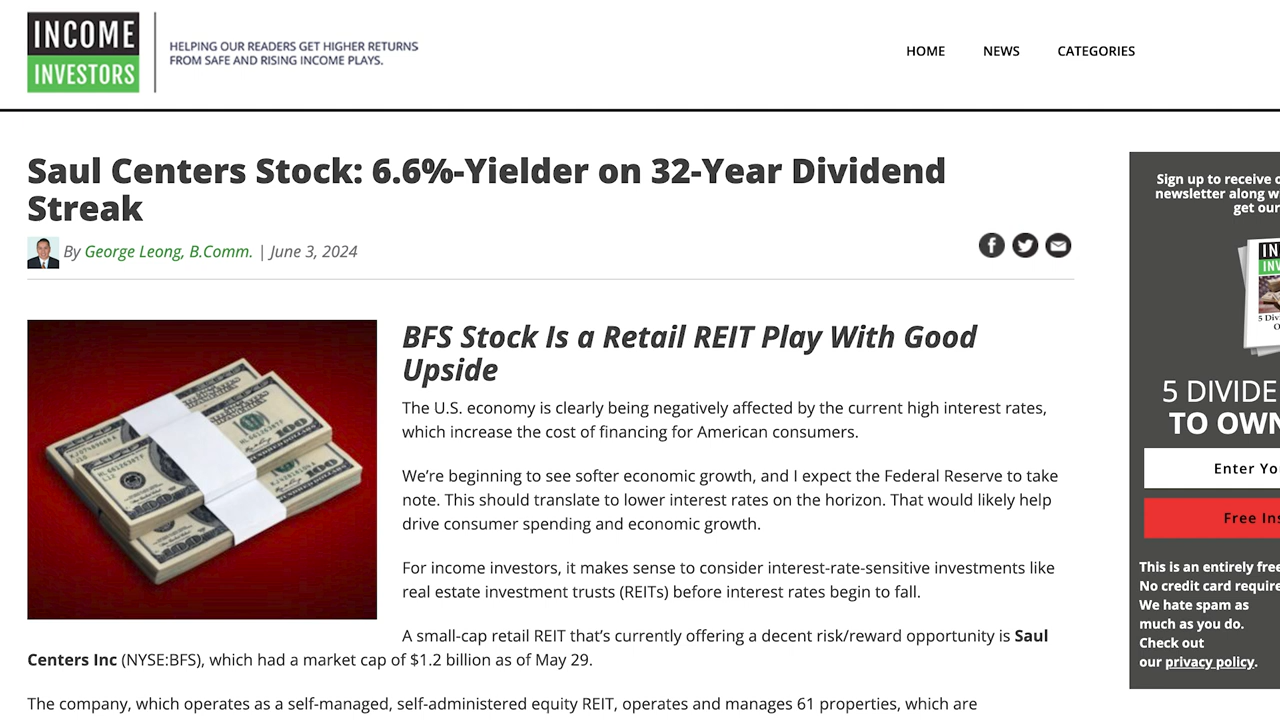 INCOME
INVESTORS
HELPING OUR READERS GET HIGHER RETURNS
FROM SAFE AND RISING INCOME PLAYS.
HOME NEWS CATEGORIES
Saul Centers Stock: 6.6%-Yielder on 32-Year Dividend
Streak
By George Leong, B.Comm. | June 3, 2024
BFS Stock Is a Retail REIT Play With Good
Upside
The U.S. economy is clearly being negatively affected by the current high interest rates,
which increase the cost of financing for American consumers.
We're beginning to see softer economic growth, and I expect the Federal Reserve to take
note. This should translate to lower interest rates on the horizon. That would likely help
drive consumer spending and economic growth.
For income investors, it makes sense to consider interest-rate-sensitive investments like
real estate investment trusts (REITs) before interest rates begin to fall.
A small-cap retail REIT that's currently offering a decent risk/reward opportunity is Saul
Centers Inc (NYSE:BFS), which had a market cap of $1.2 billion as of May 29.
The company, which operates as a self-managed, self-administered equity REIT, operates and manages 61 properties, which are
Sign up to receive
newsletter along
get our
5
TO
Enter
Free
This is an entirely free
No credit card
We hate spam as
much as you do.
Check out
our privacy policy.